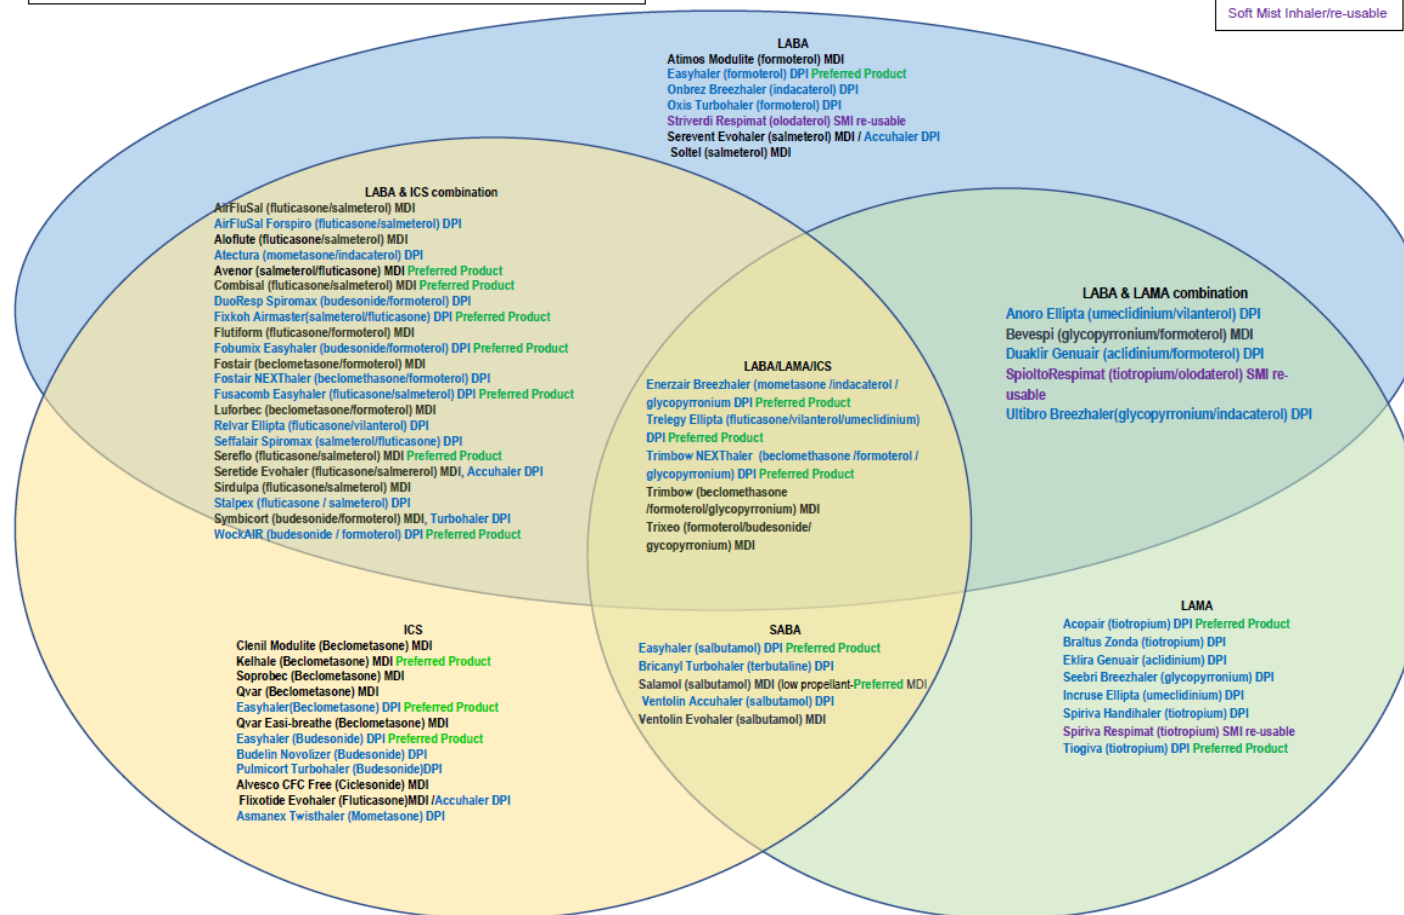 Soft Mist Inhaler/re-usable
LABA
Atimos Modulite (formoterol) MDI
Easyhaler (formoterol) DPI Preferred Product
Onbrez Breezhaler (indacaterol) DPI
Oxis Turbohaler (formoterol) DPI
Striverdi Respimat (olodaterol) SMI re-usable
Serevent Evohaler (salmeterol) MDI / Accuhaler DPI
Soltel (salmeterol) MDI
LABA & ICS combination
AirFluSal (fluticasone/salmeterol) MDI
AirFluSal Forspiro (fluticasone/salmeterol) DPI
Aloflute (fluticasone/salmeterol) MDI
Atectura (mometasone/indacaterol) DPI
Avenor (salmeterol/fluticasone) MDI Preferred Product
Combisal (fluticasone/salmeterol) MDI Preferred Product
DuoResp Spiromax (budesonide/formoterol) DPI
Fixkoh Airmaster(salmeterol/fluticasone) DPI Preferred Product
Flutiform (fluticasone/formoterol) MDI
Fobumix Easyhaler (budesonide/formoterol) DPI Preferred Product
Fostair (beclometasone/formoterol) MDI
Fostair NEXThaler (beclomethasone/formoterol) DPI
Fusacomb Easyhaler (fluticasone/salmeterol) DPI Preferred Product
Luforbec (beclometasone/formoterol) MDI
Relvar Ellipta (fluticasone/vilanterol) DPI
Seffalair Spiromax (salmeterol/fluticasone) DPI
Sereflo (fluticasone/salmeterol) MDI Preferred Product
Seretide Evohaler (fluticasone/salmererol) MDI, Accuhaler DPI
Sirdulpa (fluticasone/salmeterol) MDI
Stalpex (fluticasone / salmeterol) DPI
Symbicort (budesonide/formoterol) MDI, Turbohaler DPI
WockAIR (budesonide / formoterol) DPI Preferred Product
LABA/LAMA/ICS
Enerzair Breezhaler (mometasone /indacaterol /
glycopyrronium DPI Preferred Product
Trelegy Ellipta (fluticasone/vilanterol/umeclidinium)
DPI Preferred Product
Trimbow NEXThaler (beclomethasone /formoterol /
glycopyrronium) DPI Preferred Product
Trimbow (beclomethasone
/formoterol/glycopyrronium) MDI
Trixeo (formoterol/budesonide/
gycopyrronium) MDI
LABA & LAMA combination
Anoro Ellipta (umeclidinium/vilanterol) DPI
Bevespi (glycopyrronium/formoterol) MDI
Duaklir Genuair (aclidinium/formoterol) DPI
SpioltoRespimat (tiotropium/olodaterol) SMI re-
usable
Ultibro Breezhaler(glycopyrronium/indacaterol) DPI
ICS
Clenil Modulite (Beclometasone) MDI
Kelhale (Beclometasone) MDI Preferred Product
Soprobec (Beclometasone) MDI
Qvar (Beclometasone) MDI
Easyhaler(Beclometasone) DPI Preferred Product
Qvar Easi-breathe (Beclometasone) MDI
Easyhaler (Budesonide) DPI Preferred Product
Budelin Novolizer (Budesonide) DPI
Pulmicort Turbohaler (Budesonide)DPI
Alvesco CFC Free (Ciclesonide) MDI
Flixotide Evohaler (Fluticasone)MDI /Accuhaler DPI
Asmanex Twisthaler (Mometasone) DPI
SABA
Easyhaler (salbutamol) DPI Preferred Product
Bricanyl Turbohaler (terbutaline) DPI
Salamol (salbutamol) MDI (low propellant-Preferred MDI
Ventolin Accuhaler (salbutamol) DPI
Ventolin Evohaler (salbutamol) MDI
LAMA
Acopair (tiotropium) DPI Preferred Product
Braltus Zonda (tiotropium) DPI
Eklira Genuair (aclidinium) DPI
Seebri Breezhaler (glycopyrronium) DPI
Incruse Ellipta (umeclidinium) DPI
Spiriva Handihaler (tiotropium) DPI
Spiriva Respimat (tiotropium) SMI re-usable
Tiogiva (tiotropium) DPI Preferred Product